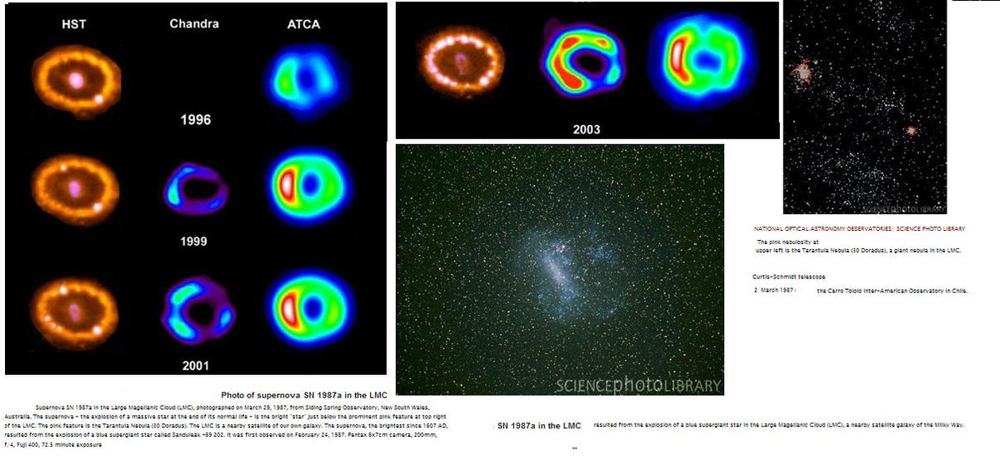 HST
Chandra
ATCA
1996
1999
2001
2003
SCIENCEphotoLIBRARY
SCIENCEPHOTOLIBRARY
NATIONAL OPTICAL ASTRONOMY OESERVATORIES/ SCIENCE PHOTO LIBRARY
The pink nebulosity at
upper left is the Tarantula Nebula (30 Doradus), a giant nebula in the LMC.
Curtis-Schmidt telescope
2 March 1987 the Cerro Tololo Inter-American Observatory in Chile.
Photo of supernova SN 1987a in the LMC
Supernova SN 1987a in the Large Magellanic Cloud (LMC), photographed on March 29, 1987, from Siding Spring Observatory, New South Wales,
Australia. The supernova - the explosion of a massive star at the end of its normal life - is the bright "star" just below the prominent pink feature at top right
of the LMC. The pink feature is the Tarantula Nebula (30 Doradus). The LMC is a nearby satellite of our own galaxy. The supernova, the brightest since 1607 AD,
resulted from the explosion of a blue supergiant star called Sanduleak -69 202. It was first observed on February 24, 1987. Pentax 6x7cm camera, 200mm,
f/4, Fuji 400, 72.5 minute exposure
SN 1987a in the LMC resulted from the explosion of a blue supergiant star in the Large Magellanic Cloud (LMC), a nearby satellite galaxy of the Milky Way.